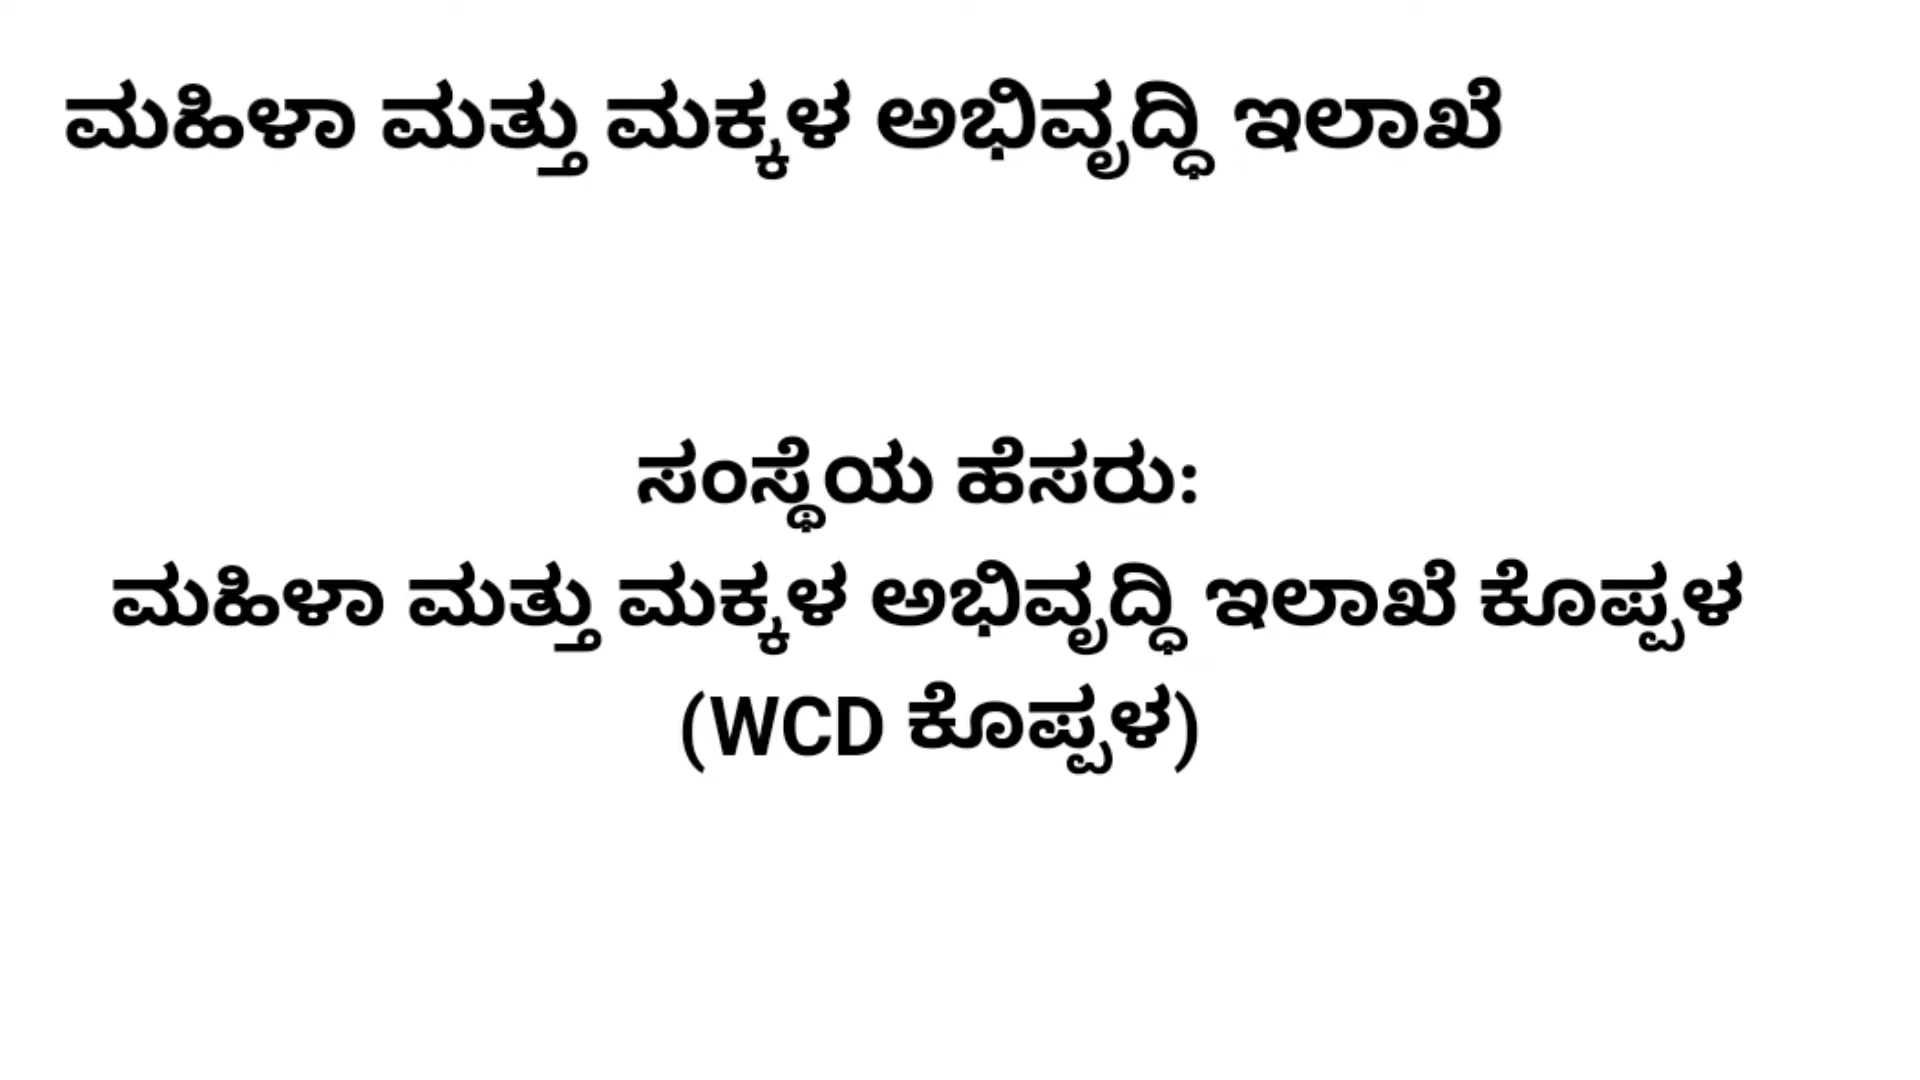 ಮಹಿಳಾ ಮತ್ತು ಮಕ್ಕಳ ಅಭಿವೃದ್ಧಿ ಇಲಾಖೆ
ಸಂಸ್ಥೆಯ ಹೆಸರು:
ಮಹಿಳಾ ಮತ್ತು ಮಕ್ಕಳ ಅಭಿವೃದ್ಧಿ ಇಲಾಖೆ ಕೊಪ್ಪಳ
(WCD ಕೊಪ್ಪಳ)